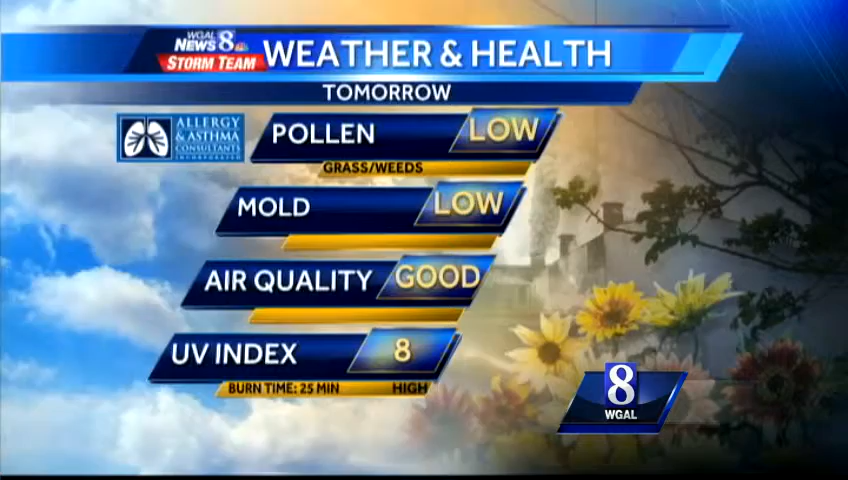 WGAL
NEWS 8
STORM TEAM
WEATHER & HEALTH
TOMORROW
ALLERGY
& ASTHMA
CONSULTANTS
INCORPORATED
POLLEN LOW
GRASS/WEEDS
MOLD LOW
AIR QUALITY GOOD
UV INDEX 8
BURN TIME: 25 MIN HIGH
8
WGAL